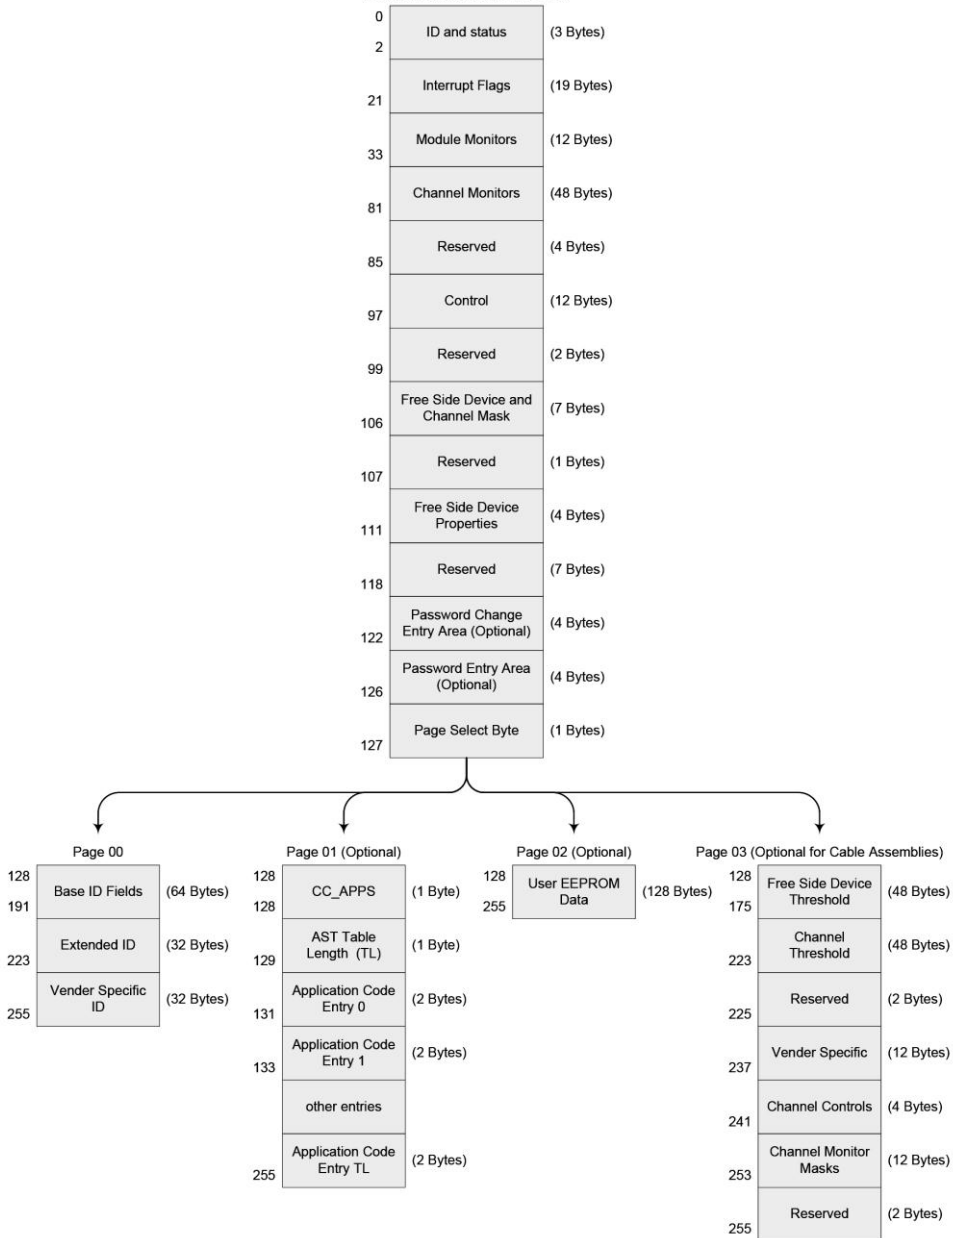 0
ID and status
(3 Bytes)
2
Interrupt Flags
(19 Bytes)
21
Module Monitors
(12 Bytes)
33
Channel Monitors
(48 Bytes)
81
Reserved
(4 Bytes)
85
Control
(12 Bytes)
97
Reserved
(2 Bytes)
99
Free Side Device and
Channel Mask
(7 Bytes)
106
Reserved
(1 Bytes)
107
Free Side Device
Properties
(4 Bytes)
111
Reserved
(7 Bytes)
118
Password Change
Entry Area (Optional)
(4 Bytes)
122
Password Entry Area
(Optional)
(4 Bytes)
126
Page Select Byte
(1 Bytes)
127
Page 00
128
Base ID Fields
(64 Bytes)
191
Extended ID
(32 Bytes)
223
Vender Specific
ID
(32 Bytes)
255
Page 01 (Optional)
128
CC_APPS
(1 Byte)
128
AST Table
Length (TL)
(1 Byte)
129
Application Code
Entry 0
(2 Bytes)
131
Application Code
Entry 1
(2 Bytes)
133
other entries
Application Code
Entry TL
(2 Bytes)
255
Page 02 (Optional)
128
User EEPROM
Data
(128 Bytes)
255
Page 03 (Optional for Cable Assemblies)
128
Free Side Device
Threshold
(48 Bytes)
175
Channel
Threshold
(48 Bytes)
223
Reserved
(2 Bytes)
225
Vender Specific
(12 Bytes)
237
Channel Controls
(4 Bytes)
241
Channel Monitor
Masks
(12 Bytes)
253
Reserved
(2 Bytes)
255